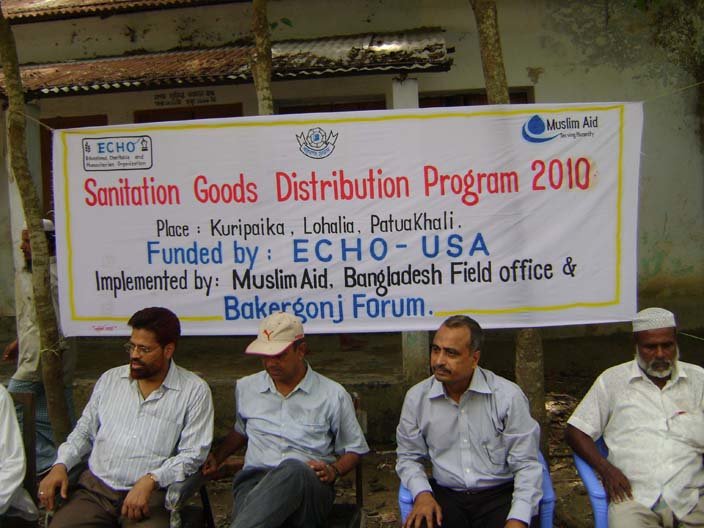 ECHO
Educational, Charitable and
Humanitarian Organization
Muslim Aid
Serving Humanity
Sanitation Goods Distribution Program 2010
Place : Kuripaika, Lohalia, Patuakhali.
Funded by : ECHO - USA
Implemented by: Muslim Aid, Bangladesh Field office &
Bakergonj Forum.